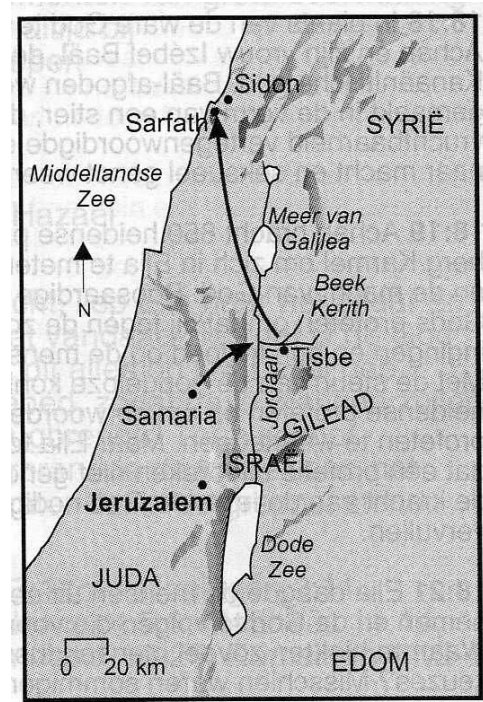 Sidon
Sarfath
SYRIË
Middellandse
Zee
Meer van
Galilea
N
Beek
Kerith
Tisbe
Jordaan
Samaria
GILEAD
ISRAËL
Jeruzalem
Dode
Zee
JUDA
0 20 km
EDOM